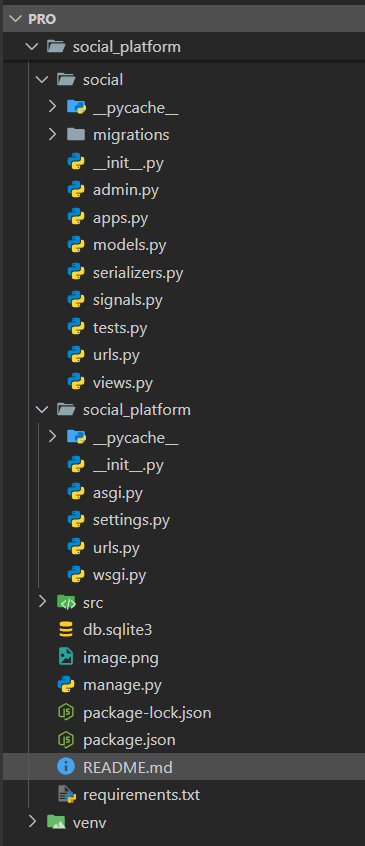 PRO
social_platform
social
__pycache__
migrations
__init__.py
admin.py
apps.py
models.py
serializers.py
signals.py
tests.py
urls.py
views.py
social_platform
__pycache__
__init__.py
asgi.py
settings.py
urls.py
wsgi.py
src
db.sqlite3
image.png
manage.py
package-lock.json
package.json
README.md
requirements.txt
venv